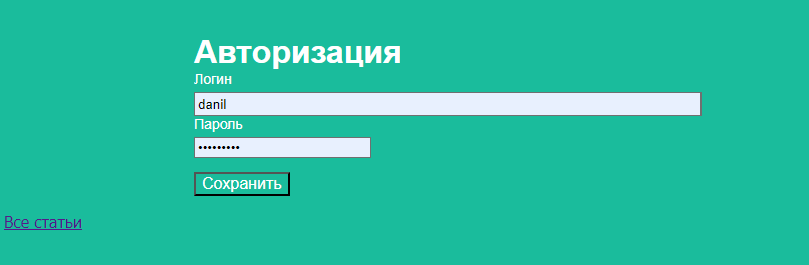 Авторизация
Логин
danil
Пароль
•••••••••
Сохранить
Все статьи